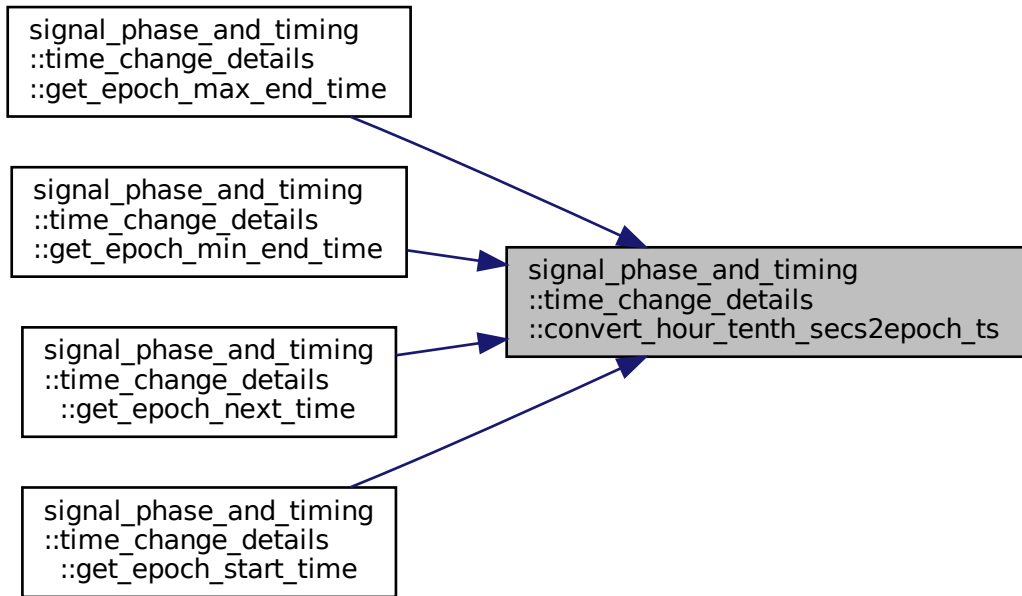 signal_phase_and_timing
::time_change_details
::get_epoch_max_end_time
signal_phase_and_timing
::time_change_details
::get_epoch_min_end_time
signal_phase_and_timing
::time_change_details
::get_epoch_next_time
signal_phase_and_timing
::time_change_details
::get_epoch_start_time
signal_phase_and_timing
::time_change_details
::convert_hour_tenth_secs2epoch_ts